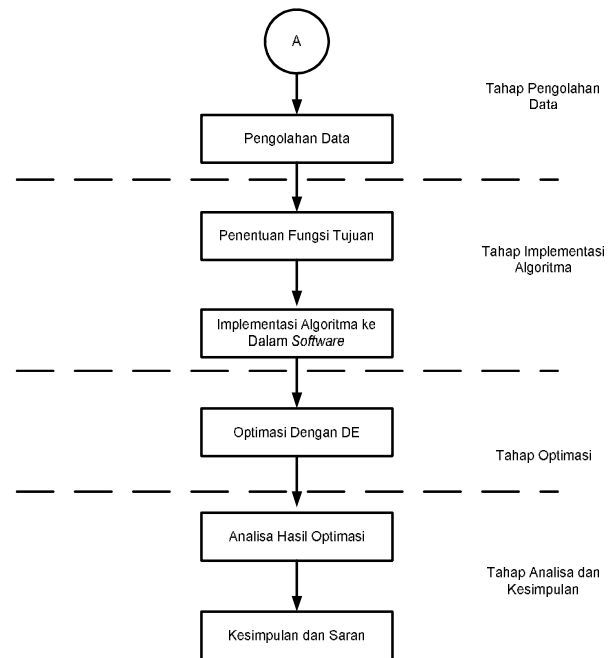 A
Tahap Pengolahan
Data
Pengolahan Data
Penentuan Fungsi Tujuan
Tahap Implementasi
Algoritma
Implementasi Algoritma ke
Dalam Software
Optimasi Dengan DE
Tahap Optimasi
Analisa Hasil Optimasi
Tahap Analisa dan
Kesimpulan
Kesimpulan dan Saran